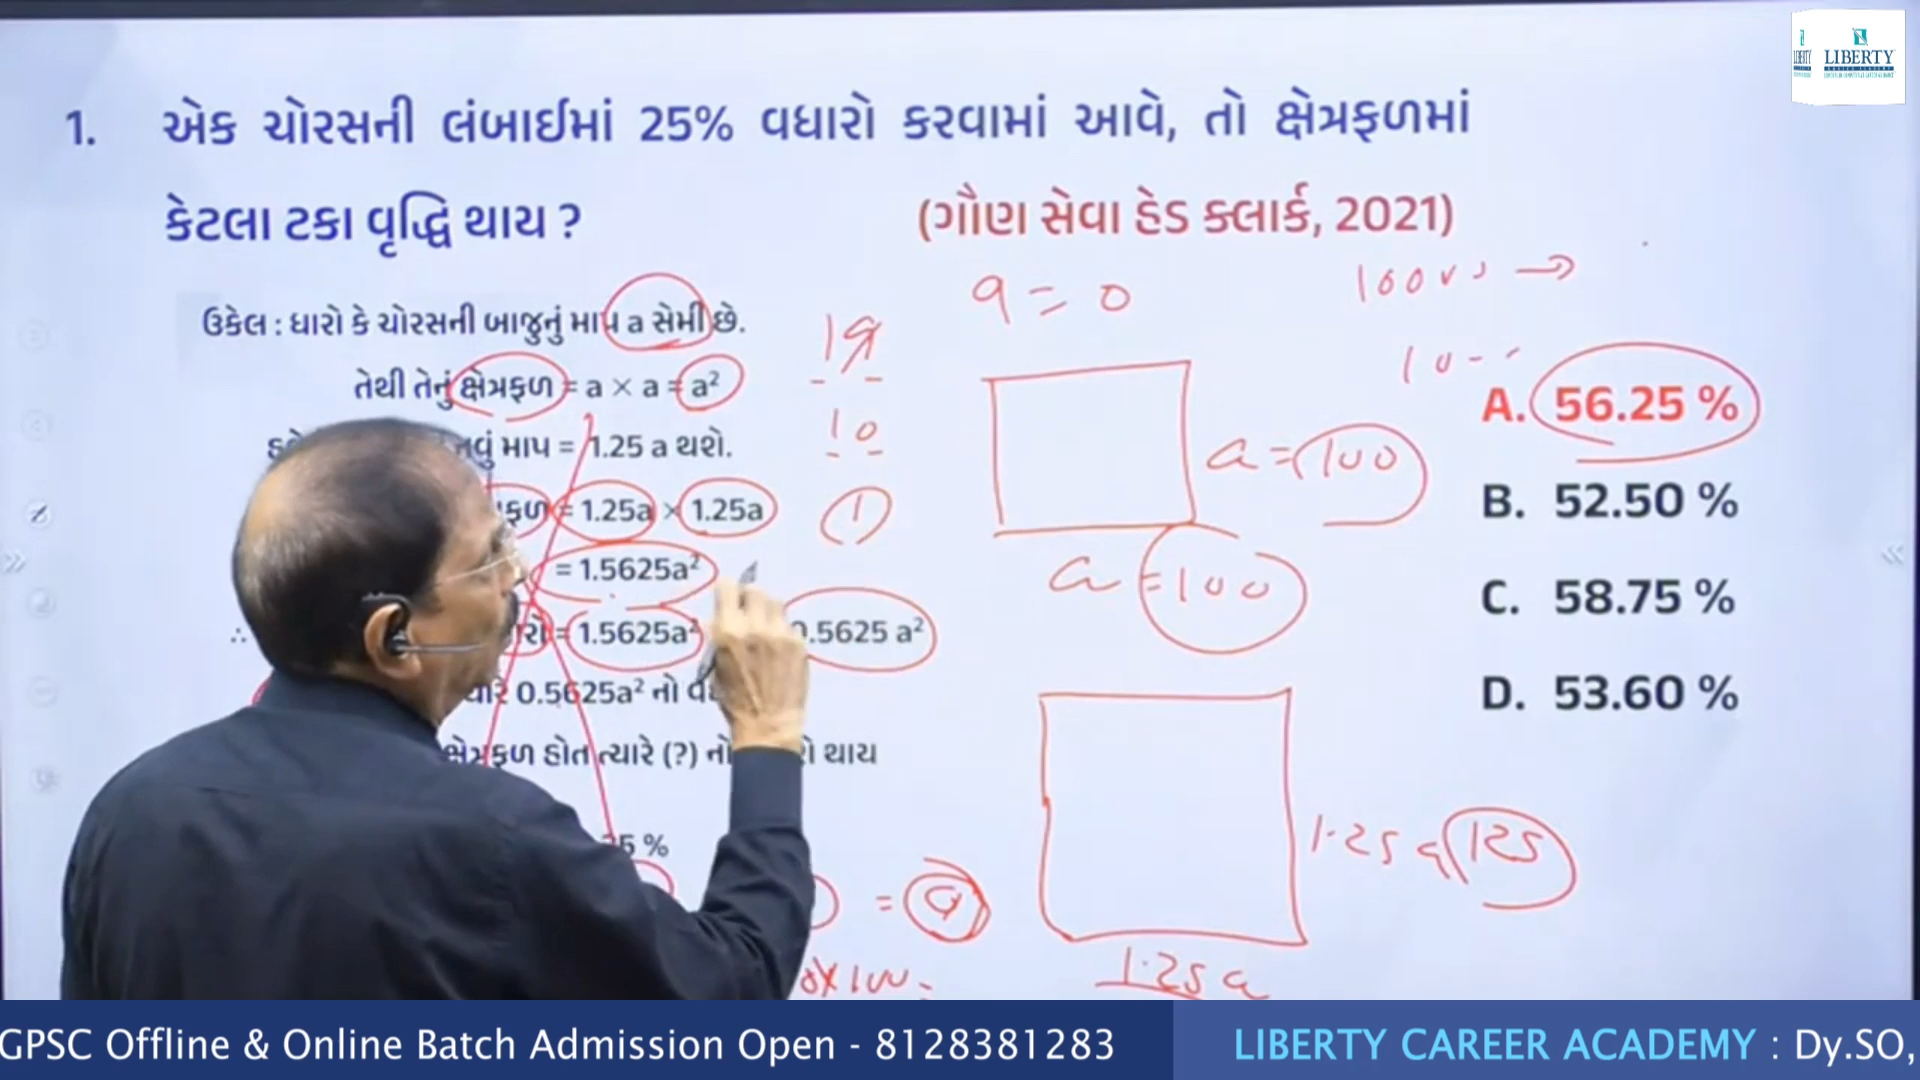 LIBERTY
1. એક ચોરસની લંબાઈમાં 25% વધારો કરવામાં આવે, તો ક્ષેત્રફળમાં
કેટલા ટકા વૃદ્ધિ થાય ?
(ગૌણ સેવા હેડ ક્લાર્ક, 2021)
ઉકેલ : ધારો કે ચોરસની બાજુનું માપ a સેમી છે.
તેથી તેનું ક્ષેત્રફળ = a × a = a²
માપ = 1.25 a થશે.
= 1.25a × 1.25a
= 1.5625a²
∴ = 1.5625a² 0.5625 a²
0.5625a² નો
ક્ષેત્રફળ હોત ત્યારે (?) નો થાય
%
A. 56.25 %
B. 52.50 %
C. 58.75 %
D. 53.60 %
10
1
a = 100
a = 100
1.25 a 125
1.25 a
GPSC Offline & Online Batch Admission Open - 8128381283
LIBERTY CAREER ACADEMY : Dy.SO,